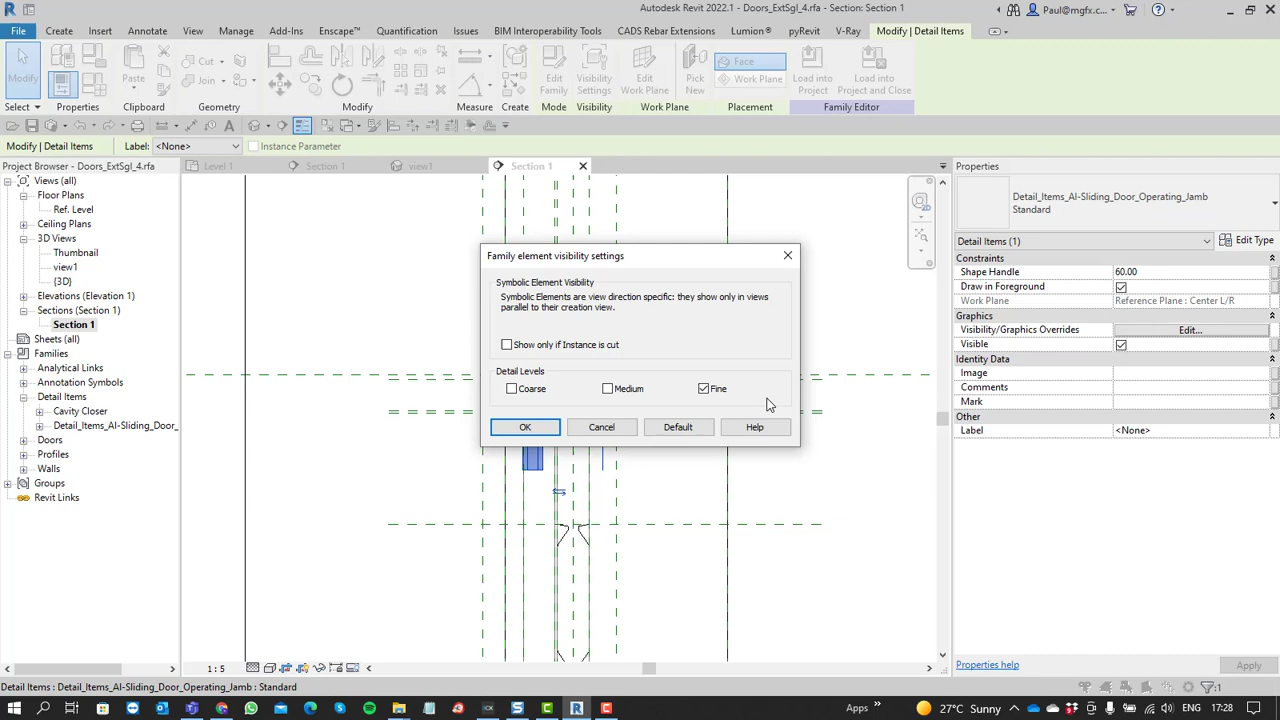 Autodesk Revit 2022.1 - Doors_ExtSgl_4.rfa - Section: Section 1
Paul@mgfx.c...
File Create Insert Annotate View Manage Add-Ins Enscape™ Quantification Issues BIM Interoperability Tools CADS Rebar Extensions Lumion® pyRevit V-Ray Modify | Detail Items
Modify
Paste
Cut
Join
Edit Family
Visibility Settings
Edit Work Plane
Pick New
Face
Work Plane
Load into Project
Load into Project and Close
Select Properties Clipboard Geometry Modify Measure Create Mode Visibility Work Plane Placement Family Editor
Modify | Detail Items Label: <None> Instance Parameter
Project Browser - Doors_ExtSgl_4.rfa
Level 1 Section 1 view1 Section 1
Views (all)
Floor Plans
Ref. Level
Ceiling Plans
3D Views
Thumbnail
view1
{3D}
Elevations (Elevation 1)
Sections (Section 1)
Section 1
Sheets (all)
Families
Analytical Links
Annotation Symbols
Detail Items
Cavity Closer
Detail_Items_Al-Sliding_Door_
Doors
Profiles
Walls
Groups
Revit Links
Family element visibility settings
Symbolic Element Visibility
Symbolic Elements are view direction specific: they show only in views
parallel to their creation view.
Show only if Instance is cut
Detail Levels
Coarse Medium Fine
OK Cancel Default Help
Properties
Detail_Items_Al-Sliding_Door_Operating_Jamb
Standard
Detail Items (1) Edit Type
Constraints
Shape Handle 60.00
Draw in Foreground
Work Plane Reference Plane : Center L/R
Graphics
Visibility/Graphics Overrides Edit...
Visible
Identity Data
Image
Comments
Mark
Other
Label <None>
Properties help Apply
1 : 5
Detail Items : Detail_Items_Al-Sliding_Door_Operating_Jamb : Standard
:1
Apps 27°C Sunny ENG 17:28